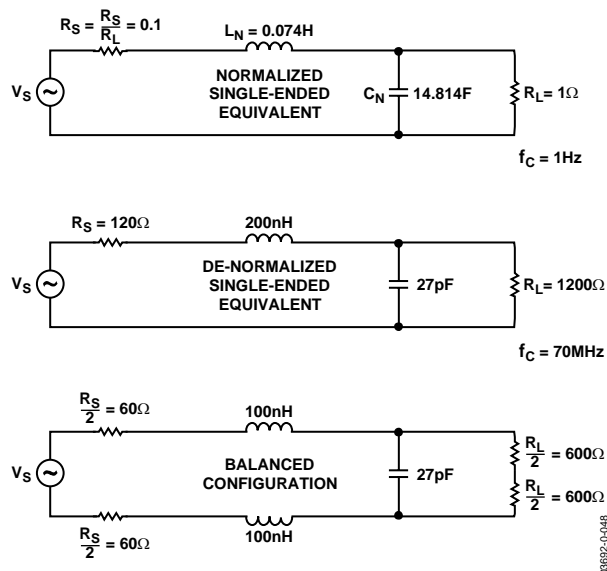 R_S = R_S/R_L = 0.1
L_N = 0.074H
V_S
NORMALIZED
SINGLE-ENDED
EQUIVALENT
C_N
14.814F
R_L= 1Ω
f_C = 1Hz
R_S = 120Ω
200nH
V_S
DE-NORMALIZED
SINGLE-ENDED
EQUIVALENT
27pF
R_L= 1200Ω
f_C = 70MHz
R_S/2 = 60Ω
100nH
V_S
BALANCED
CONFIGURATION
27pF
R_L/2 = 600Ω
R_L/2 = 600Ω
R_S/2 = 60Ω
100nH